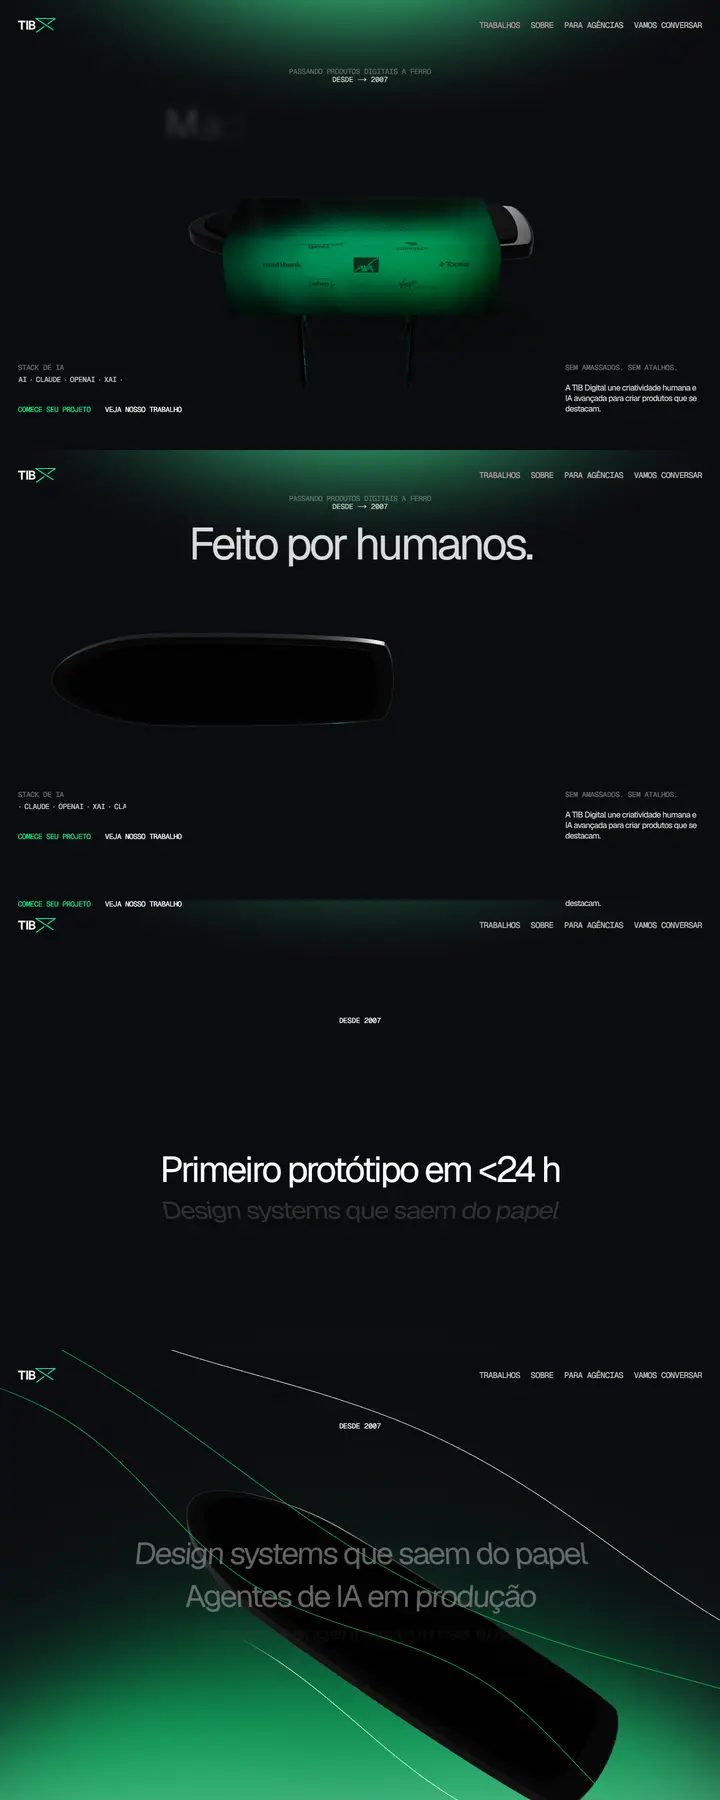 TIB
TRABALHOS SOBRE PARA AGÊNCIAS VAMOS CONVERSAR
PASSANDO PRODUTOS DIGITAIS A FERRO
DESDE → 2007
AXA
STACK DE IA
AI · CLAUDE · OPENAI · XAI ·
COMECE SEU PROJETO VEJA NOSSO TRABALHO
SEM AMASSADOS. SEM ATALHOS.
A TIB Digital une criatividade humana e
IA avançada para criar produtos que se
destacam.
TIB
TRABALHOS SOBRE PARA AGÊNCIAS VAMOS CONVERSAR
PASSANDO PRODUTOS DIGITAIS A FERRO
DESDE → 2007
Feito por humanos.
STACK DE IA
· CLAUDE · OPENAI · XAI · CLA
COMECE SEU PROJETO VEJA NOSSO TRABALHO
SEM AMASSADOS. SEM ATALHOS.
A TIB Digital une criatividade humana e
IA avançada para criar produtos que se
destacam.
COMECE SEU PROJETO VEJA NOSSO TRABALHO
destacam.
TIB
TRABALHOS SOBRE PARA AGÊNCIAS VAMOS CONVERSAR
DESDE 2007
Primeiro protótipo em <24 h
Design systems que saem do papel
TIB
TRABALHOS SOBRE PARA AGÊNCIAS VAMOS CONVERSAR
DESDE 2007
Design systems que saem do papel
Agentes de IA em produção